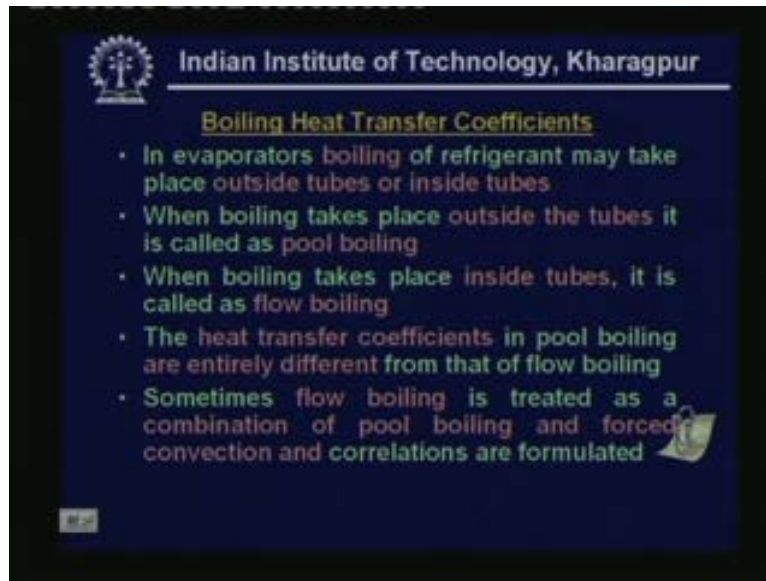 Indian Institute of Technology, Kharagpur
Boiling Heat Transfer Coefficients
• In evaporators boiling of refrigerant may take
place outside tubes or inside tubes
• When boiling takes place outside the tubes it
is called as pool boiling
• When boiling takes place inside tubes, it is
called as flow boiling
• The heat transfer coefficients in pool boiling
are entirely different from that of flow boiling
• Sometimes flow boiling is treated as a
combination of pool boiling and forced
convection and correlations are formulated